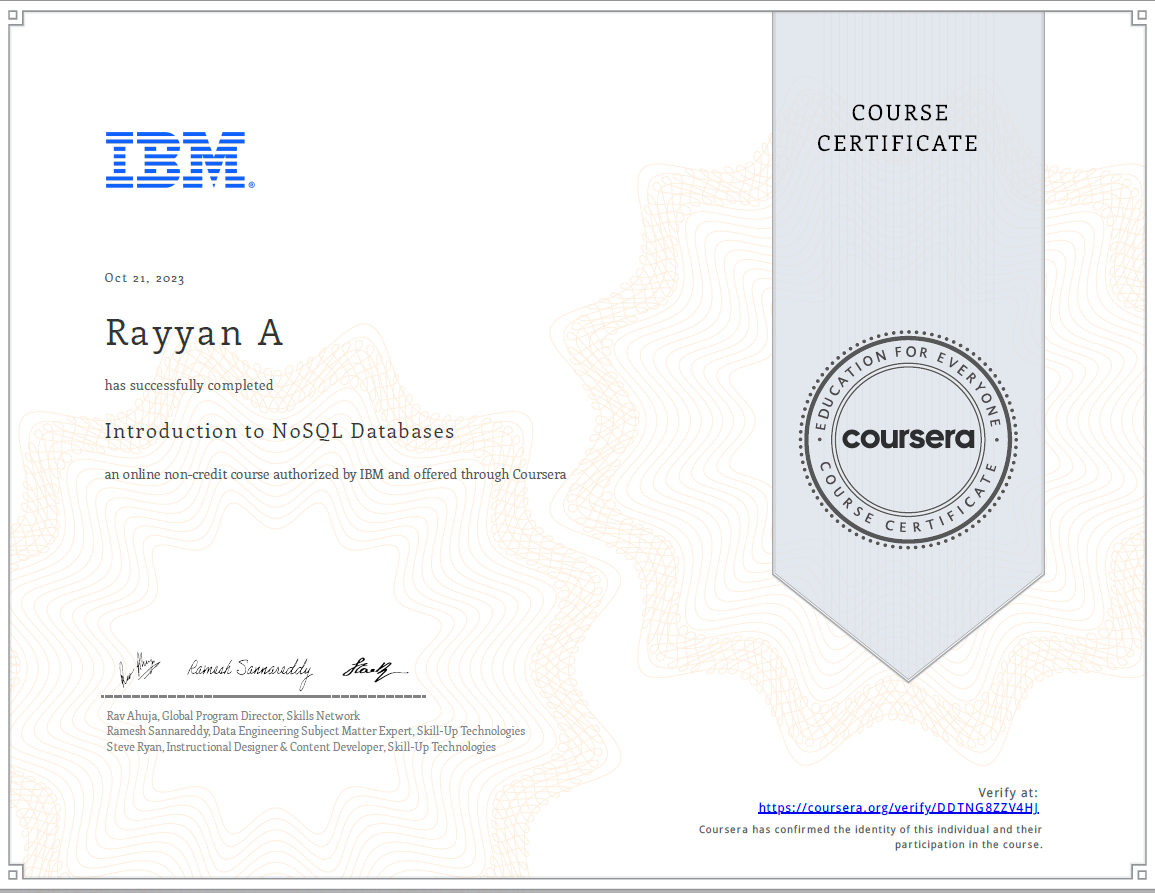 COURSE
CERTIFICATE
IBM®
Oct 21, 2023
Rayyan A
has successfully completed
Introduction to NoSQL Databases
an online non-credit course authorized by IBM and offered through Coursera
EDUCATION FOR EVERYONE
coursera
COURSE CERTIFICATE
Ramesh Sannareddy
Rav Ahuja, Global Program Director, Skills Network
Ramesh Sannareddy, Data Engineering Subject Matter Expert, Skill-Up Technologies
Steve Ryan, Instructional Designer & Content Developer, Skill-Up Technologies
Verify at:
https://coursera.org/verify/DDTNG8ZZV4HJ
Coursera has confirmed the identity of this individual and their
participation in the course.